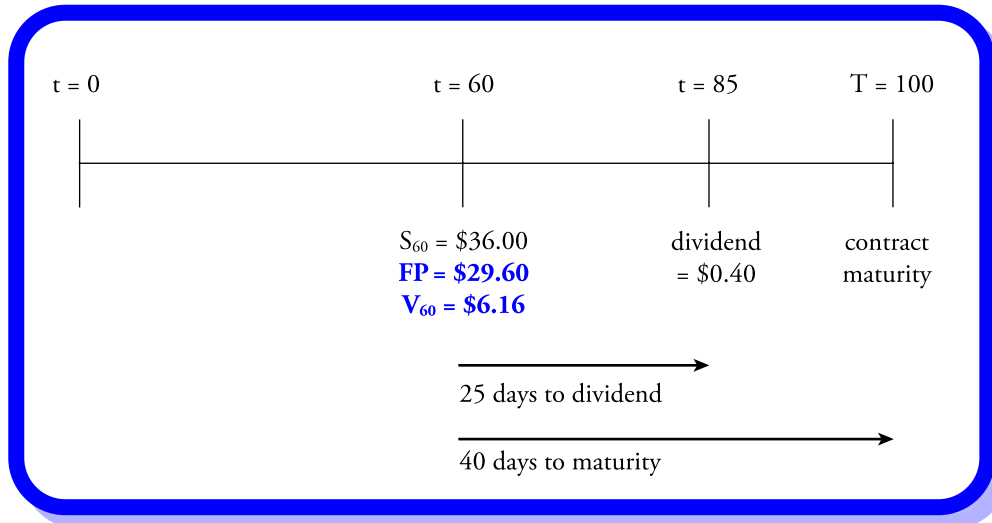 t = 0
t = 60
t = 85
T = 100
S₆₀ = $36.00
FP = $29.60
V₆₀ = $6.16
dividend
= $0.40
contract
maturity
25 days to dividend
40 days to maturity